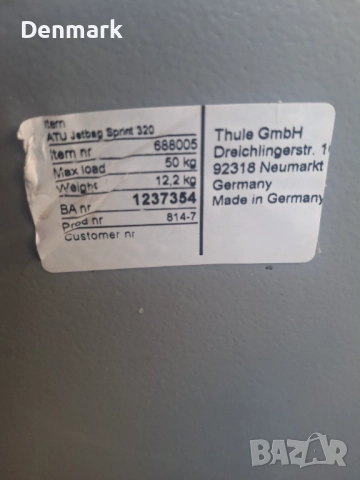 Denmark
Item
ATU Jetbag Sprint 320
Item nr 688005
Max load 50 kg
Weight 12,2 kg
BA nr 1237354
Prod nr 814-7
Customer nr
Thule GmbH
Dreichlingerstr.
92318 Neumarkt
Germany
Made in Germany
BAZAR